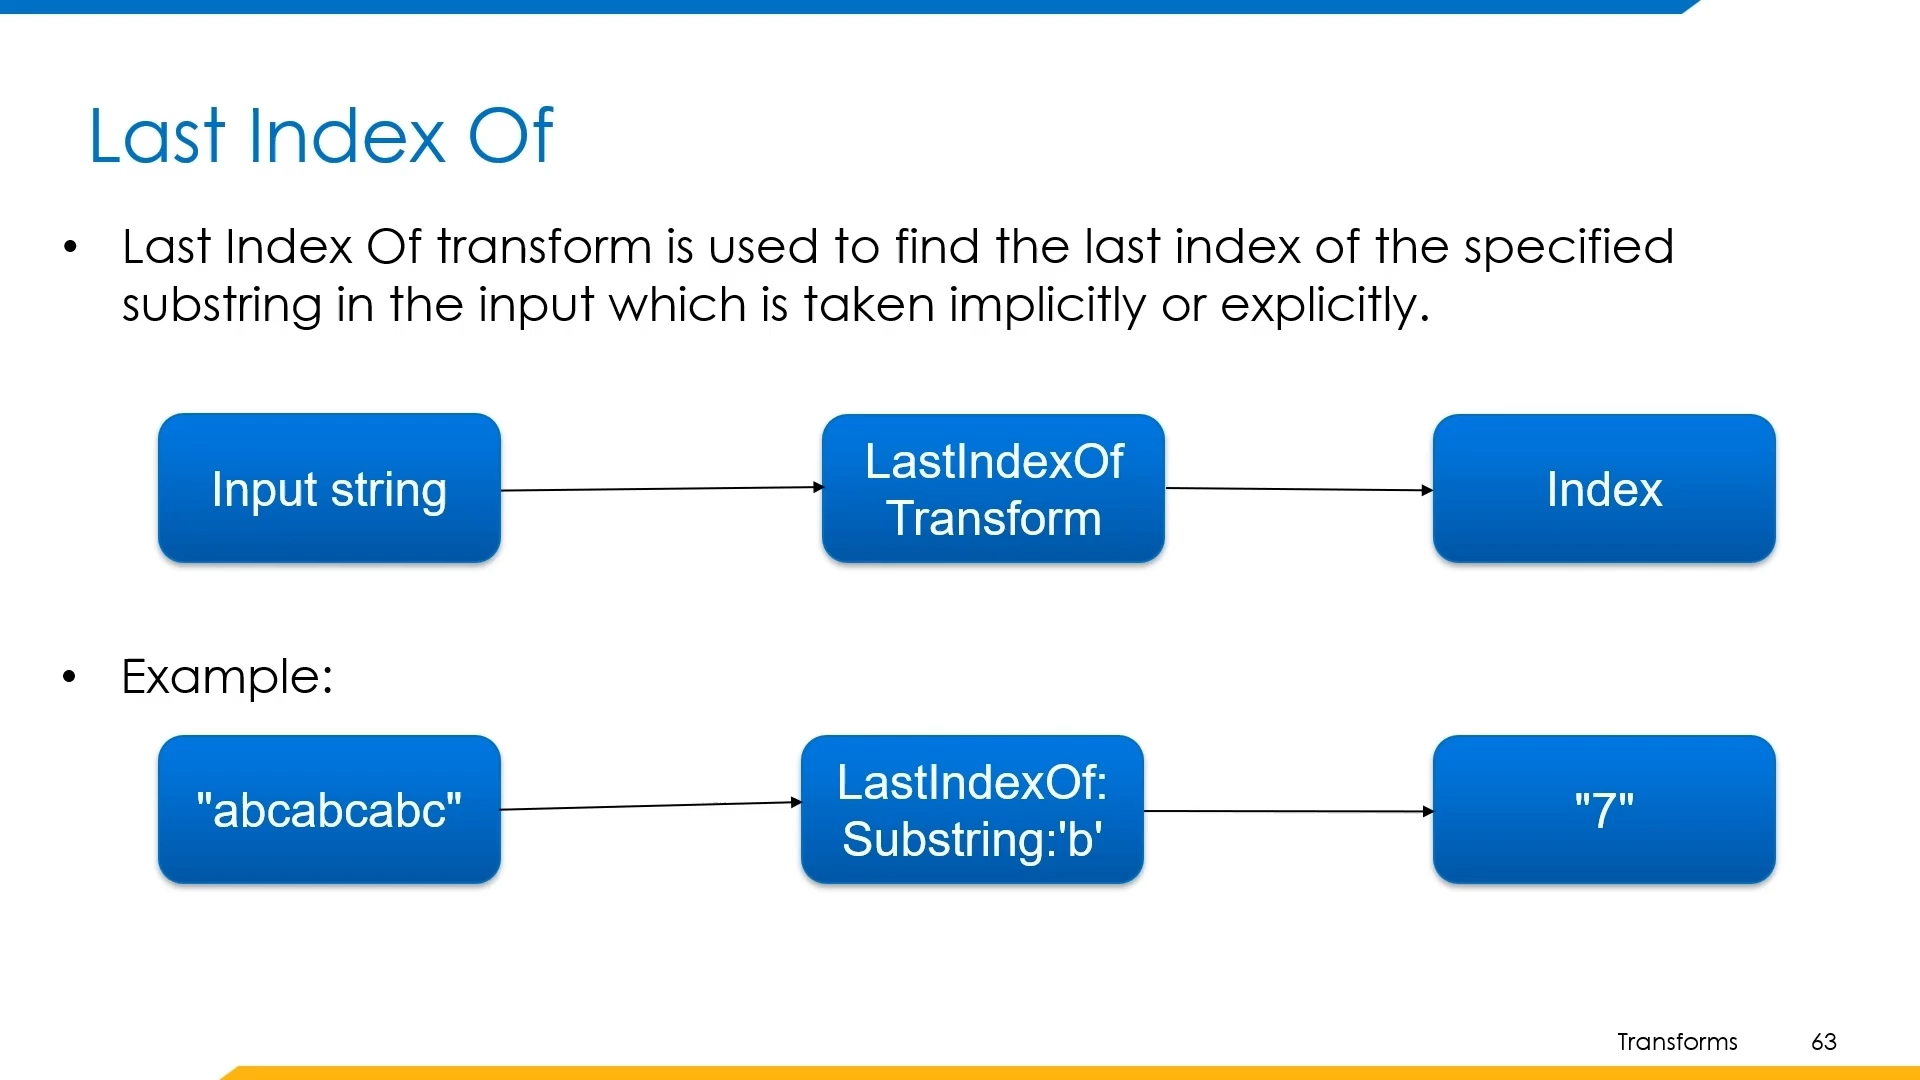 Last Index Of
• Last Index Of transform is used to find the last index of the specified
substring in the input which is taken implicitly or explicitly.
Input string
LastIndexOf
Transform
Index
• Example:
"abcabcabc"
LastIndexOf:
Substring:'b'
"7"
Transforms 63